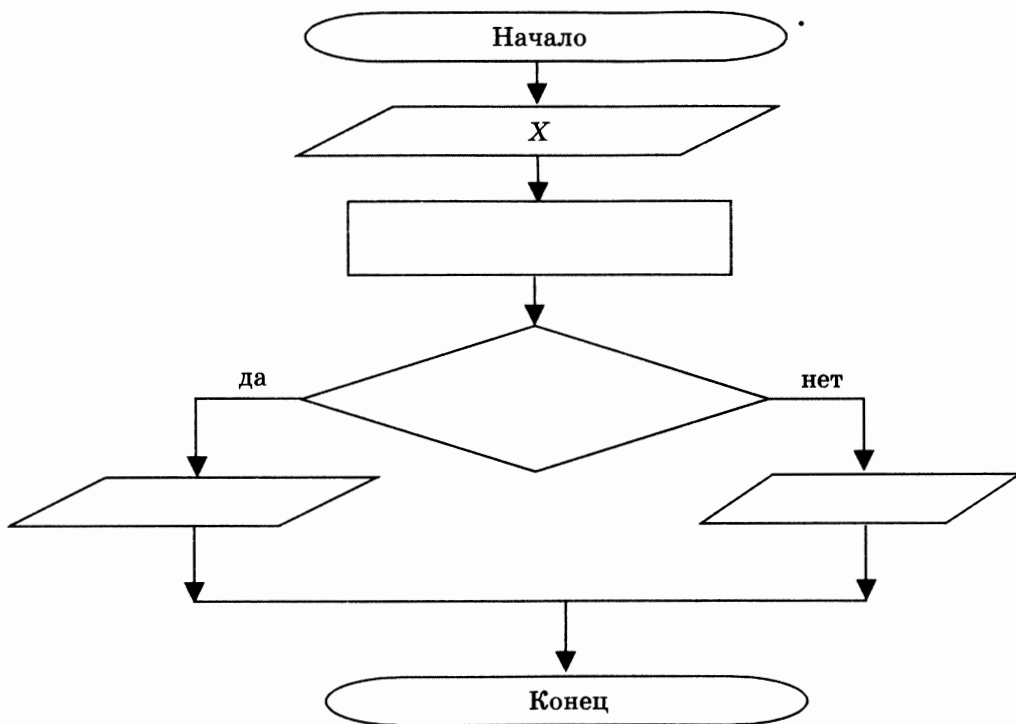 Начало
X
да
нет
Конец